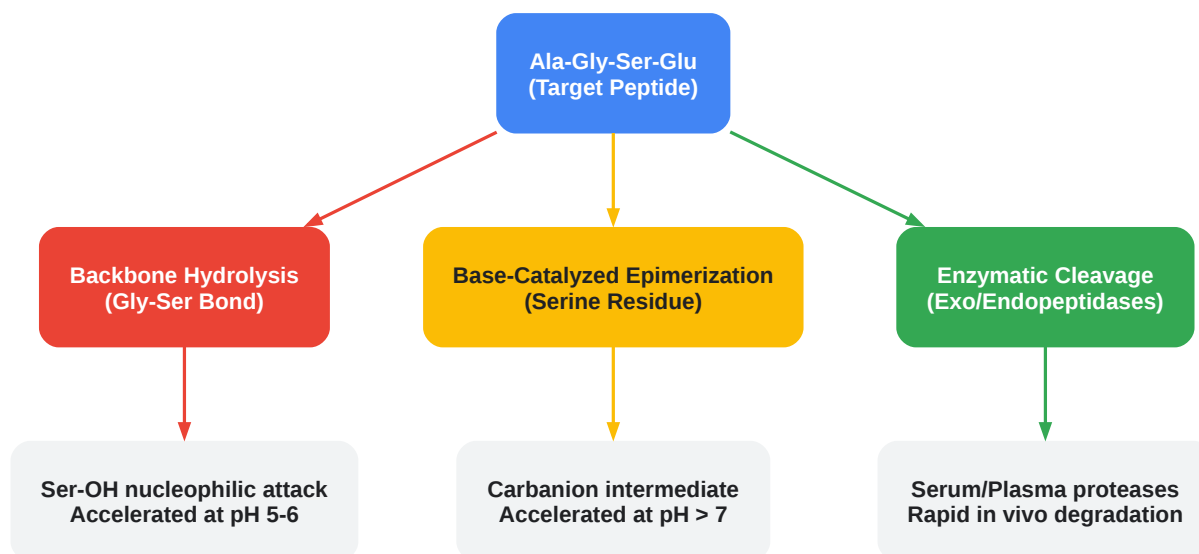 Ala-Gly-Ser-Glu
(Target Peptide)
Backbone Hydrolysis
(Gly-Ser Bond)
Base-Catalyzed Epimerization
(Serine Residue)
Enzymatic Cleavage
(Exo/Endopeptidases)
Ser-OH nucleophilic attack
Accelerated at pH 5-6
Carbanion intermediate
Accelerated at pH > 7
Serum/Plasma proteases
Rapid in vivo degradation